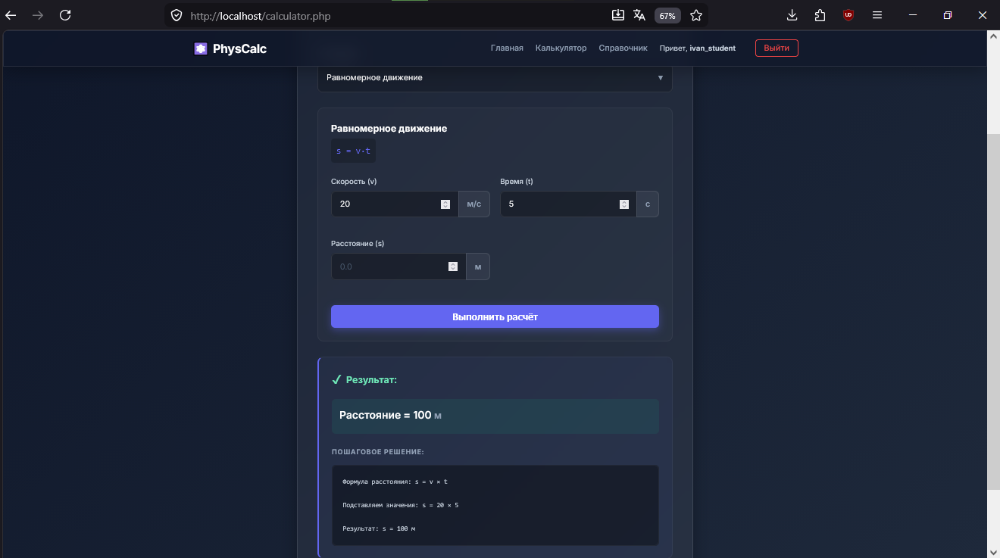 http://localhost/calculator.php
67%
PhysCalc
Главная Калькулятор Справочник Привет, ivan_student Выйти
Равномерное движение
Равномерное движение
s = v·t
Скорость (v) Время (t)
20 м/с 5 с
Расстояние (s)
0.0 м
Выполнить расчёт
✓ Результат:
Расстояние = 100 м
ПОШАГОВОЕ РЕШЕНИЕ:
Формула расстояния: s = v × t
Подставляем значения: s = 20 × 5
Результат: s = 100 м